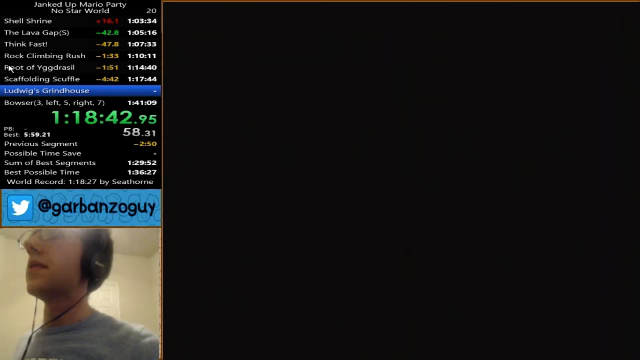 Janked Up Mario Party
No Star World 20
Shell Shrine +16.1 1:03:34
The Lava Gap(S) −42.8 1:05:16
Think Fast! −47.8 1:07:33
Rock Climbing Rush −1:33 1:10:11
Root of Yggdrasil −1:51 1:14:40
Scaffolding Scuffle −4:42 1:17:44
Ludwig's Grindhouse -
Bowser(3, left, 5, right, 7) 1:41:09
1:18:42.95
PB: -
Best: 5:59.21 58.31
Previous Segment −2:50
Possible Time Save -
Sum of Best Segments 1:29:52
Best Possible Time 1:36:27
World Record: 1:18:27 by Seathorne
@garbanzoguy